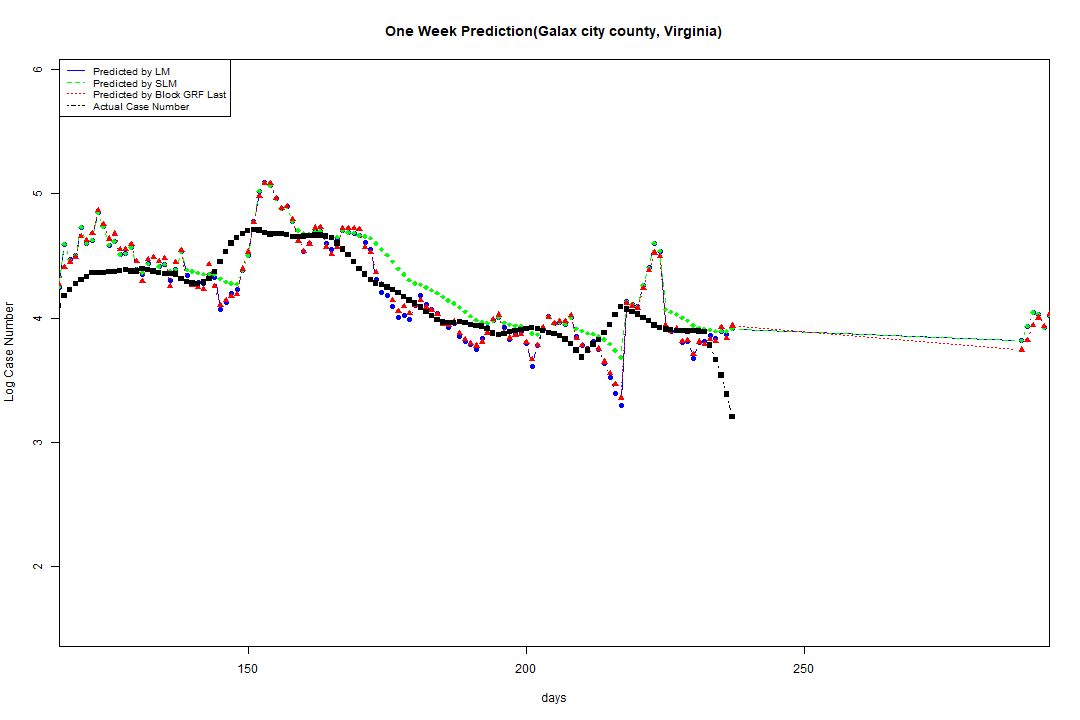 One Week Prediction(Galax city county, Virginia)
Predicted by LM
Predicted by SLM
Predicted by Block GRF Last
Actual Case Number
6
5
4
3
2
Log Case Number
150
200
250
days